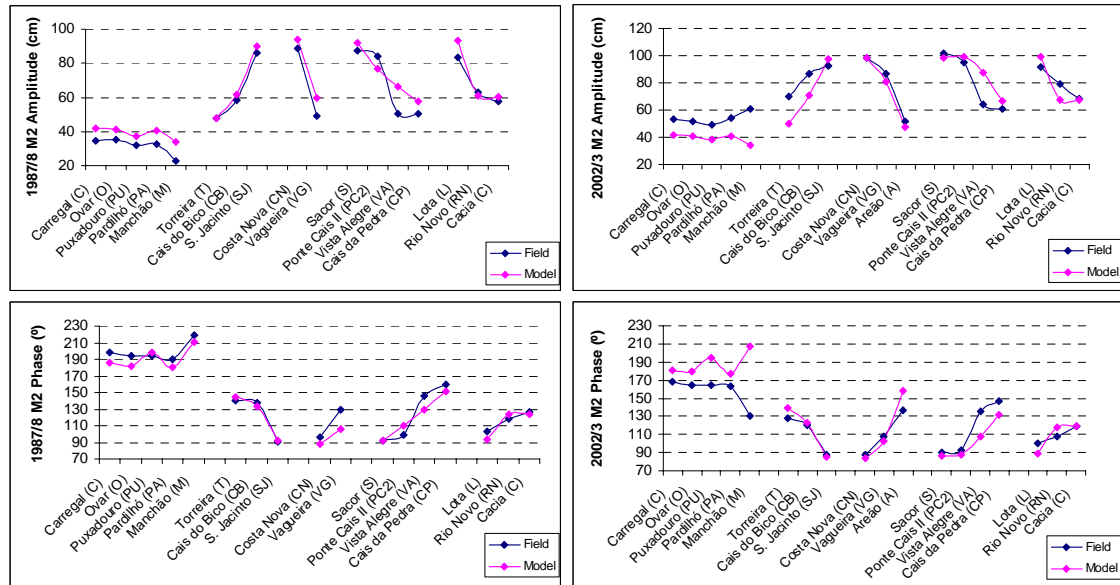 1987/8 M2 Amplitude (cm)
100
80
60
40
20
Carregal (C)
Ovar (O)
Puxadouro (PU)
Pardilhó (PA)
Manchão (M)
Torreira (T)
Cais do Bico (CB)
S. Jacinto (SJ)
Costa Nova (CN)
Vagueira (VG)
Sacor (S)
Ponte Cais II (PC2)
Vista Alegre (VA)
Cais da Pedra (CP)
Lota (L)
Rio Novo (RN)
Cacia (C)
Field
Model
2002/3 M2 Amplitude (cm)
120
100
80
60
40
20
Carregal (C)
Ovar (O)
Puxadouro (PU)
Pardilhó (PA)
Manchão (M)
Torreira (T)
Cais do Bico (CB)
S. Jacinto (SJ)
Costa Nova (CN)
Vagueira (VG)
Areão (A)
Sacor (S)
Ponte Cais II (PC2)
Vista Alegre (VA)
Cais da Pedra (CP)
Lota (L)
Rio Novo (RN)
Cacia (C)
Field
Model
1987/8 M2 Phase (º)
230
210
190
170
150
130
110
90
70
Carregal (C)
Ovar (O)
Puxadouro (PU)
Pardilhó (PA)
Manchão (M)
Torreira (T)
Cais do Bico (CB)
S. Jacinto (SJ)
Costa Nova (CN)
Vagueira (VG)
Sacor (S)
Ponte Cais II (PC2)
Vista Alegre (VA)
Cais da Pedra (CP)
Lota (L)
Rio Novo (RN)
Cacia (C)
Field
Model
2002/3 M2 Phase (º)
230
210
190
170
150
130
110
90
70
Carregal (C)
Ovar (O)
Puxadouro (PU)
Pardilhó (PA)
Manchão (M)
Torreira (T)
Cais do Bico (CB)
S. Jacinto (SJ)
Costa Nova (CN)
Vagueira (VG)
Areão (A)
Sacor (S)
Ponte Cais II (PC2)
Vista Alegre (VA)
Cais da Pedra (CP)
Lota (L)
Rio Novo (RN)
Cacia (C)
Field
Model